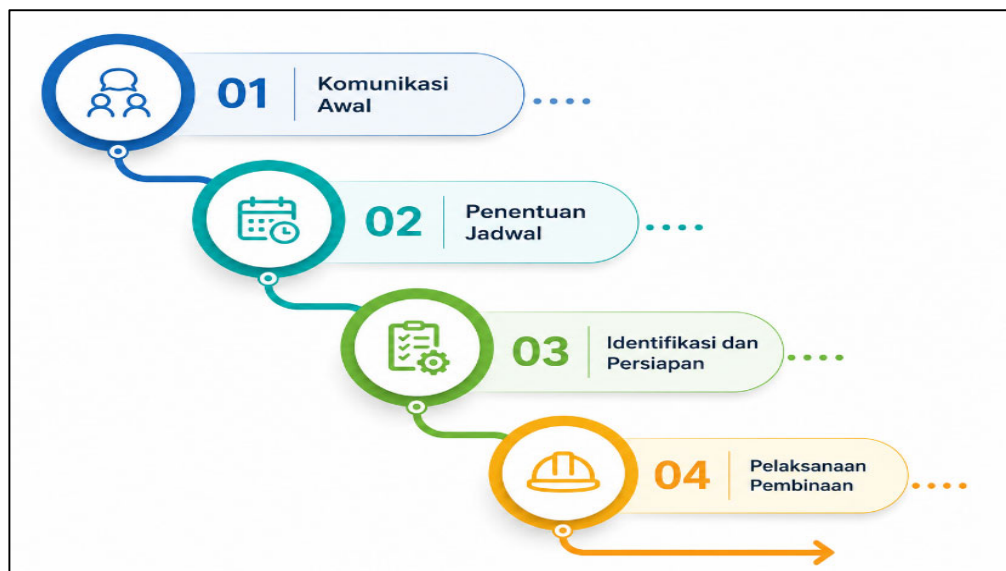 01
Komunikasi
Awal
02
Penentuan
Jadwal
03
Identifikasi dan
Persiapan
04
Pelaksanaan
Pembinaan